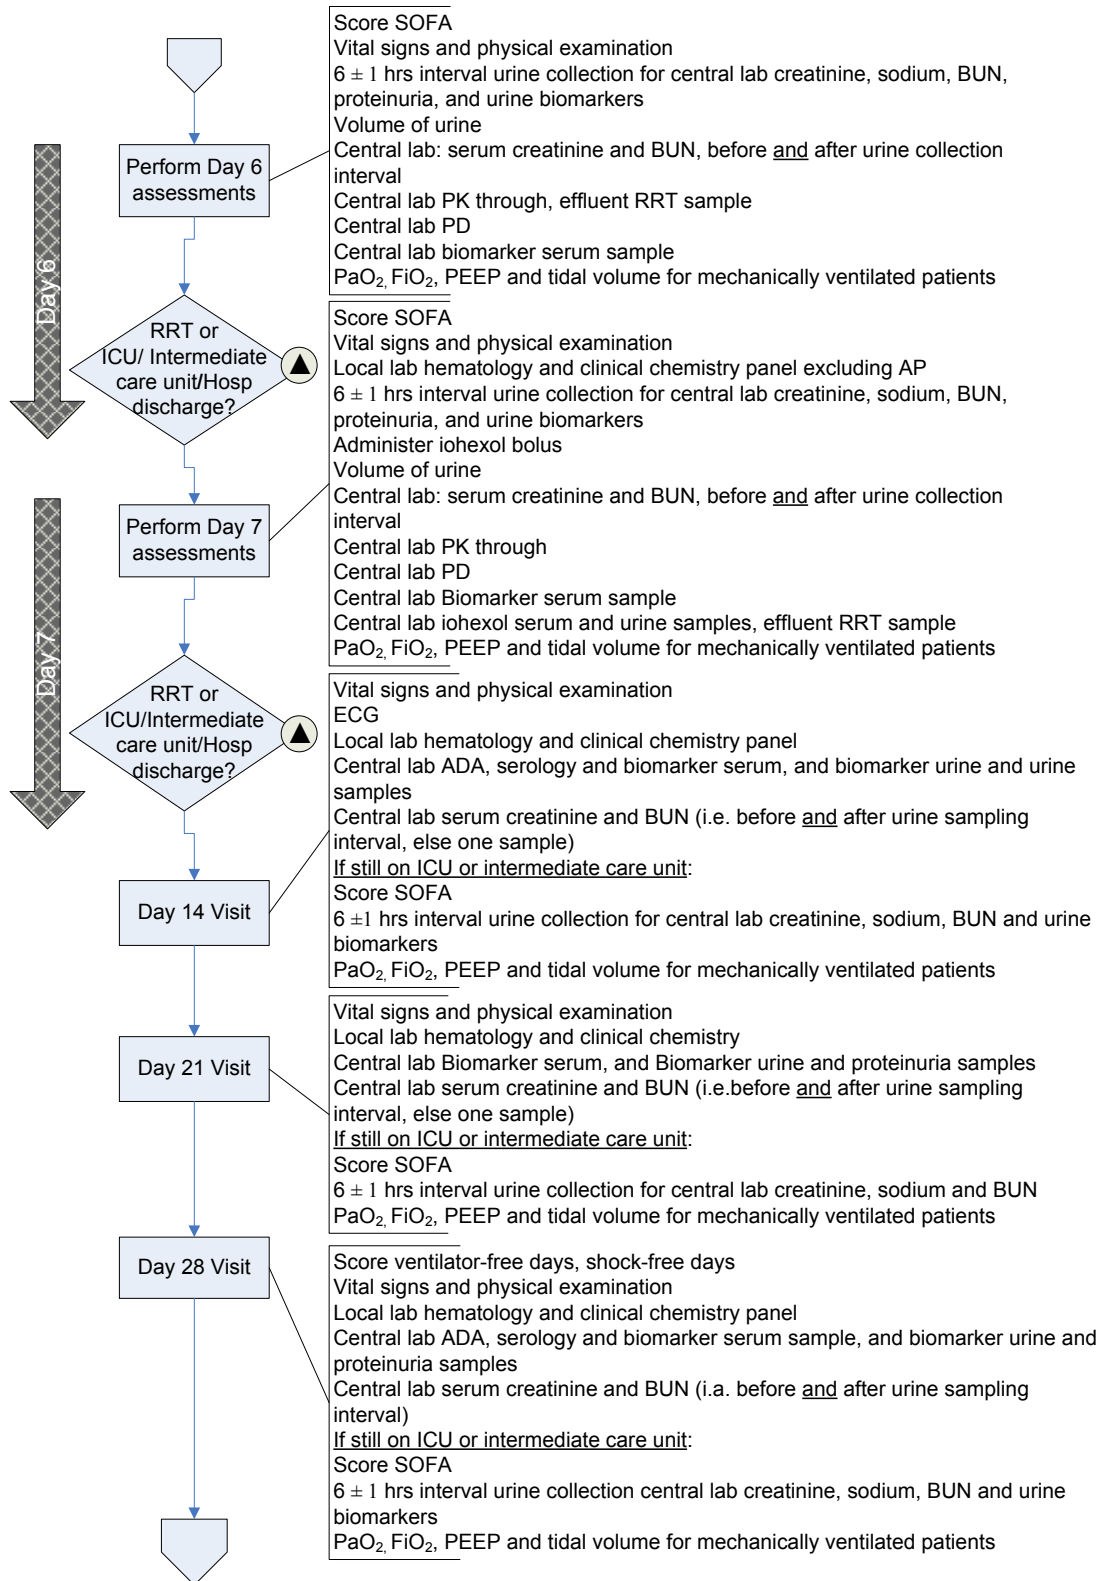 Score SOFA
Vital signs and physical examination
6 ± 1 hrs interval urine collection for central lab creatinine, sodium, BUN,
proteinuria, and urine biomarkers
Volume of urine
Central lab: serum creatinine and BUN, before and after urine collection
interval
Central lab PK through, effluent RRT sample
Central lab PD
Central lab biomarker serum sample
PaO2, FiO2, PEEP and tidal volume for mechanically ventilated patients
Perform Day 6
assessments
Day 6
RRT or
ICU/ Intermediate
care unit/Hosp
discharge?
Score SOFA
Vital signs and physical examination
Local lab hematology and clinical chemistry panel excluding AP
6 ± 1 hrs interval urine collection for central lab creatinine, sodium, BUN,
proteinuria, and urine biomarkers
Administer iohexol bolus
Volume of urine
Central lab: serum creatinine and BUN, before and after urine collection
interval
Central lab PK through
Central lab PD
Central lab Biomarker serum sample
Central lab iohexol serum and urine samples, effluent RRT sample
PaO2, FiO2, PEEP and tidal volume for mechanically ventilated patients
Perform Day 7
assessments
Day 7
RRT or
ICU/Intermediate
care unit/Hosp
discharge?
Vital signs and physical examination
ECG
Local lab hematology and clinical chemistry panel
Central lab ADA, serology and biomarker serum, and biomarker urine and urine
samples
Central lab serum creatinine and BUN (i.e. before and after urine sampling
interval, else one sample)
If still on ICU or intermediate care unit:
Score SOFA
6 ±1 hrs interval urine collection for central lab creatinine, sodium, BUN and urine
biomarkers
PaO2, FiO2, PEEP and tidal volume for mechanically ventilated patients
Day 14 Visit
Vital signs and physical examination
Local lab hematology and clinical chemistry
Central lab Biomarker serum, and Biomarker urine and proteinuria samples
Central lab serum creatinine and BUN (i.e.before and after urine sampling
interval, else one sample)
If still on ICU or intermediate care unit:
Score SOFA
6 ± 1 hrs interval urine collection for central lab creatinine, sodium and BUN
PaO2, FiO2, PEEP and tidal volume for mechanically ventilated patients
Day 21 Visit
Score ventilator-free days, shock-free days
Vital signs and physical examination
Local lab hematology and clinical chemistry panel
Central lab ADA, serology and biomarker serum sample, and biomarker urine and
proteinuria samples
Central lab serum creatinine and BUN (i.a. before and after urine sampling
interval)
If still on ICU or intermediate care unit:
Score SOFA
6 ± 1 hrs interval urine collection central lab creatinine, sodium, BUN and urine
biomarkers
PaO2, FiO2, PEEP and tidal volume for mechanically ventilated patients
Day 28 Visit